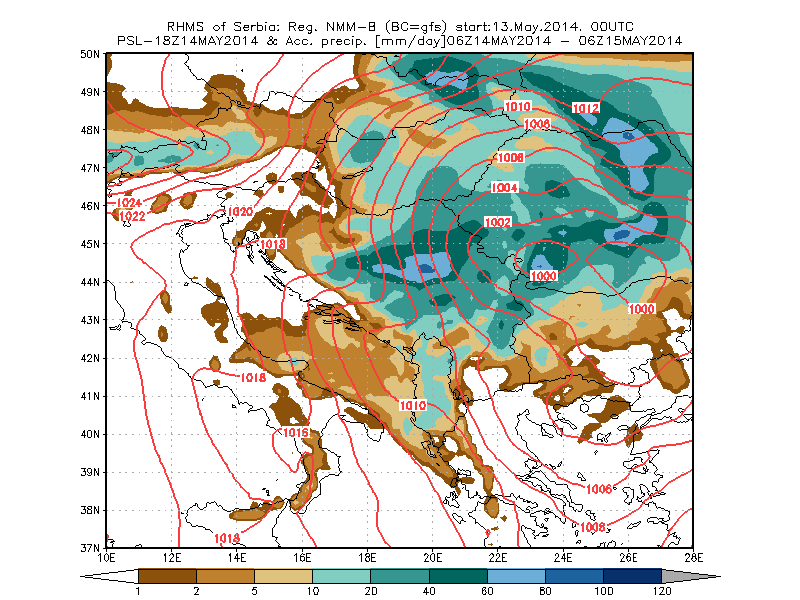 RHMS of Serbia: Reg. NMM-B (BC=gfs) start:13.May.2014. 00UTC
PSL-18Z14MAY2014 & Acc. precip. [mm/day]06Z14MAY2014 - 06Z15MAY2014
50N
49N
1010 1012
48N
1008
47N
1006
1004
46N
1024 1020
1022 1002
45N
1018
44N
1000
43N
1000
42N
1018
41N
1010
40N
1016
39N
1006
38N
1008
1018
37N
10E 12E 14E 16E 18E 20E 22E 24E 26E 28E
1 2 5 10 20 40 60 80 100 120